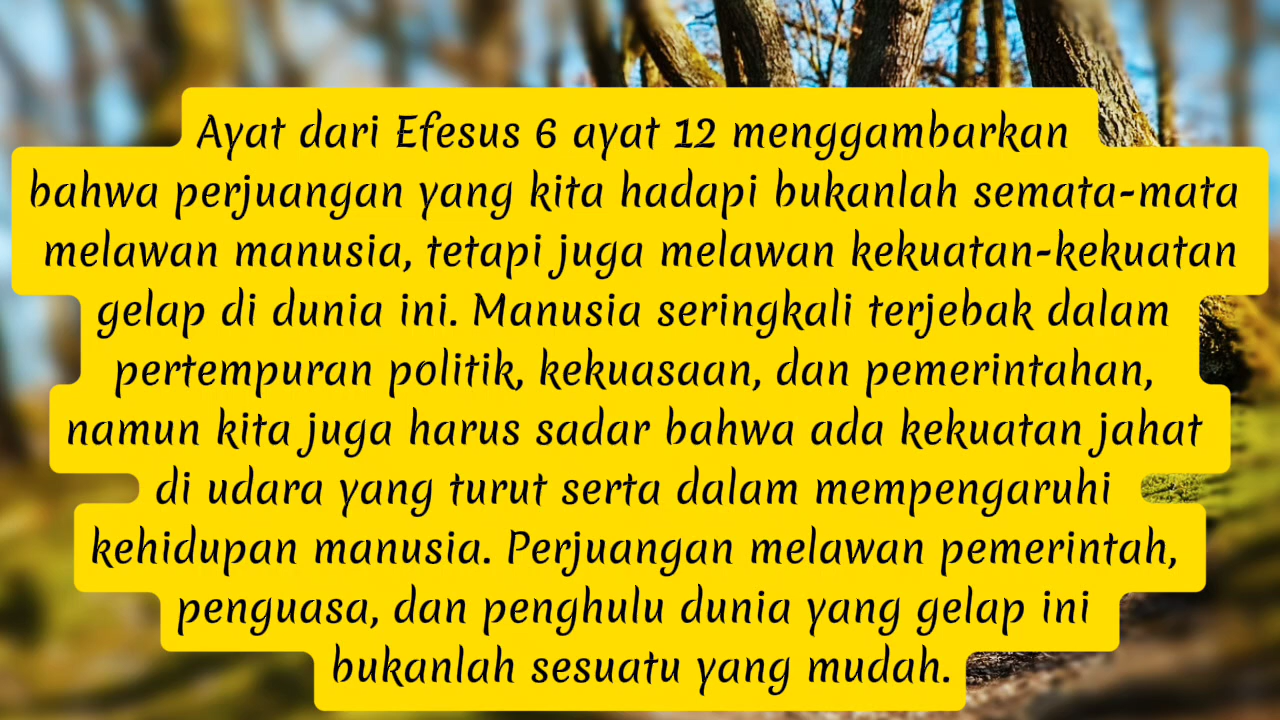 Ayat dari Efesus 6 ayat 12 menggambarkan
bahwa perjuangan yang kita hadapi bukanlah semata-mata
melawan manusia, tetapi juga melawan kekuatan-kekuatan
gelap di dunia ini. Manusia seringkali terjebak dalam
pertempuran politik, kekuasaan, dan pemerintahan,
namun kita juga harus sadar bahwa ada kekuatan jahat
di udara yang turut serta dalam mempengaruhi
kehidupan manusia. Perjuangan melawan pemerintah,
penguasa, dan penghulu dunia yang gelap ini
bukanlah sesuatu yang mudah.